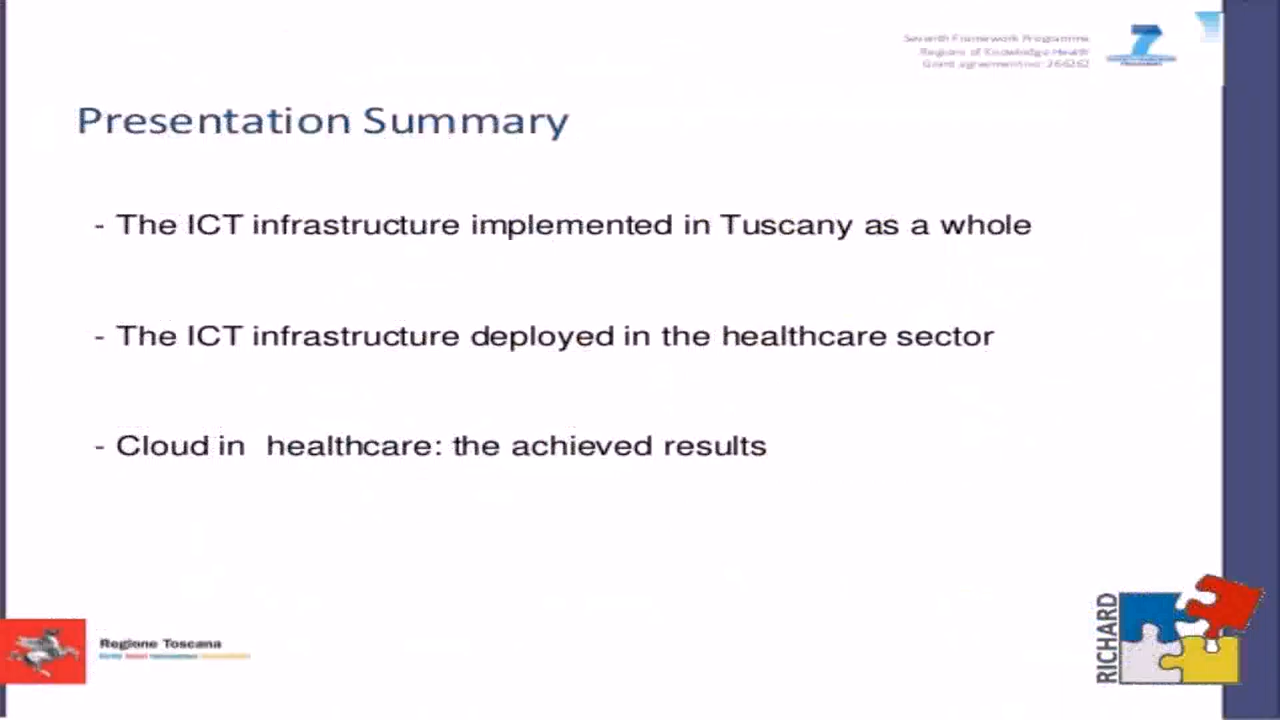 Seventh Framework Programme
Regions of Knowledge Health
Grant agreement no: 266262
Presentation Summary
- The ICT infrastructure implemented in Tuscany as a whole
- The ICT infrastructure deployed in the healthcare sector
- Cloud in healthcare: the achieved results
Regione Toscana
RICHARD